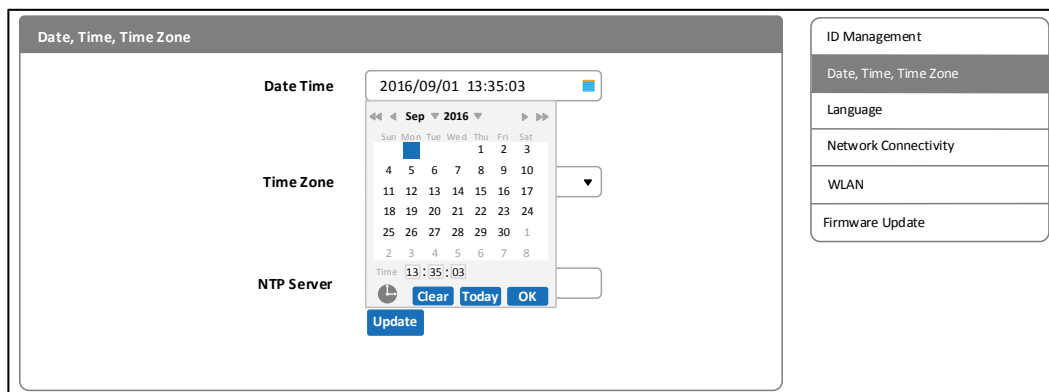 Date, Time, Time Zone
Date Time
2016/09/01 13:35:03
Sep 2016
Sun Mon Tue Wed Thu Fri Sat
1 2 3
4 5 6 7 8 9 10
11 12 13 14 15 16 17
18 19 20 21 22 23 24
25 26 27 28 29 30 1
2 3 4 5 6 7 8
Time 13 : 35 : 03
Clear Today OK
Time Zone
NTP Server
Update
ID Management
Date, Time, Time Zone
Language
Network Connectivity
WLAN
Firmware Update